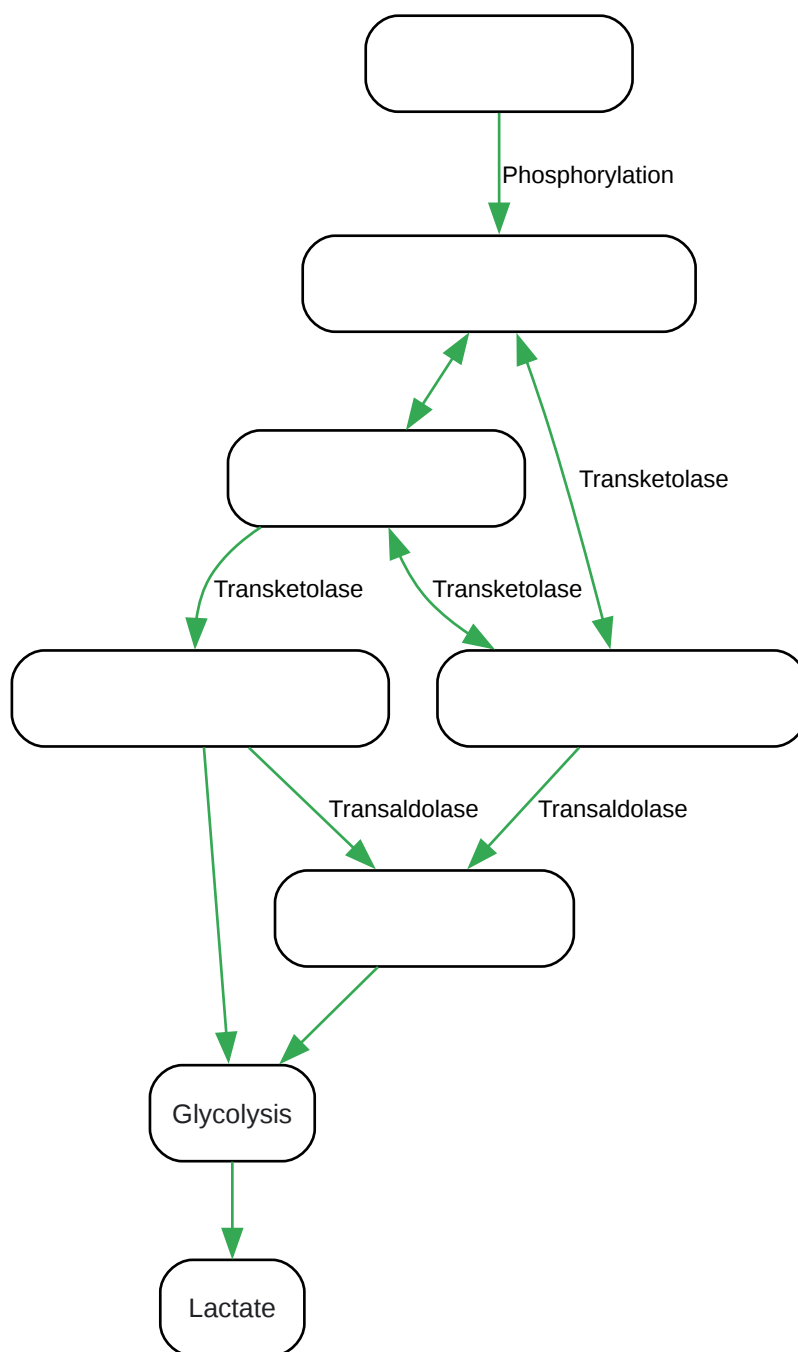 Phosphorylation
Transketolase
Transketolase
Transketolase
Transaldolase
Transaldolase
Glycolysis
Lactate